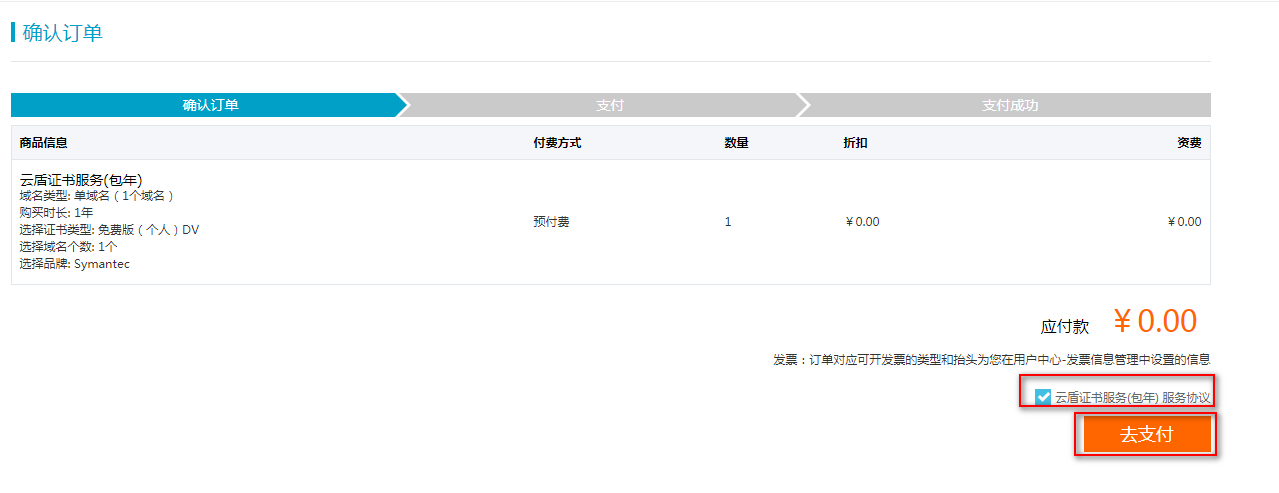 确认订单
确认订单 支付 支付成功
商品信息 付费方式 数量 折扣 资费
云盾证书服务(包年)
域名类型: 单域名（1个域名）
购买时长: 1年
选择证书类型: 免费版（个人）DV
预付费 1 ￥0.00 ￥0.00
选择域名个数: 1个
选择品牌: Symantec
应付款 ￥0.00
发票：订单对应可开发票的类型和抬头为您在用户中心-发票信息管理中设置的信息
云盾证书服务(包年) 服务协议
去支付